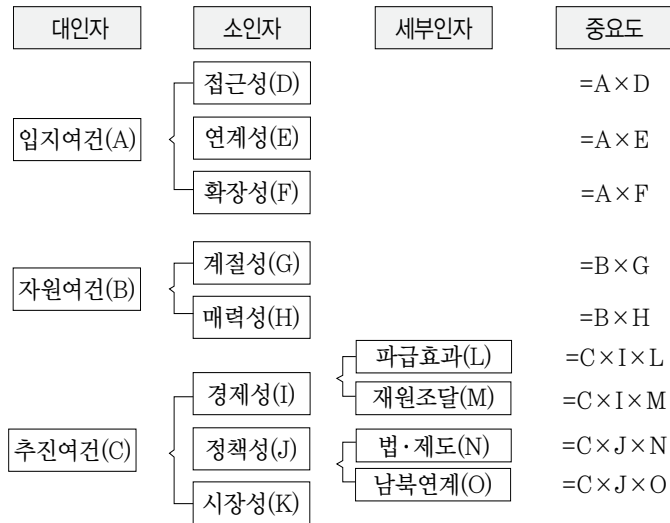 대인자 소인자 세부인자 중요도
접근성(D) =A×D
입지여건(A) 연계성(E) =A×E
확장성(F) =A×F
계절성(G) =B×G
자원여건(B)
매력성(H) =B×H
파급효과(L) =C×I×L
경재성(I) 재원조달(M) =C×I×M
추진여건(C) 정책성(J) 법·제도(N) =C×J×N
남북연계(O) =C×J×O
시장성(K)